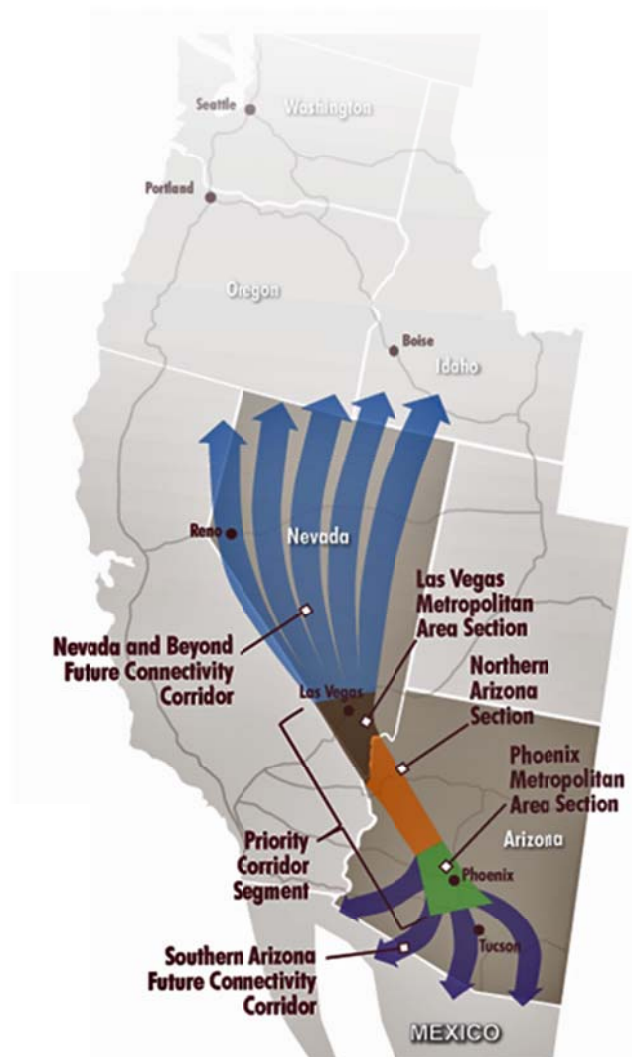 Seattle
Washington
Portland
Oregon
Boise
Idaho
Reno
Nevada
Las Vegas
Metropolitan
Area Section
Nevada and Beyond
Future Connectivity
Corridor
Northern
Arizona
Section
Las Vegas
Phoenix
Metropolitan
Area Section
Priority
Corridor
Segment
Arizona
Phoenix
Southern Arizona
Future Connectivity
Corridor
Tucson
MEXICO